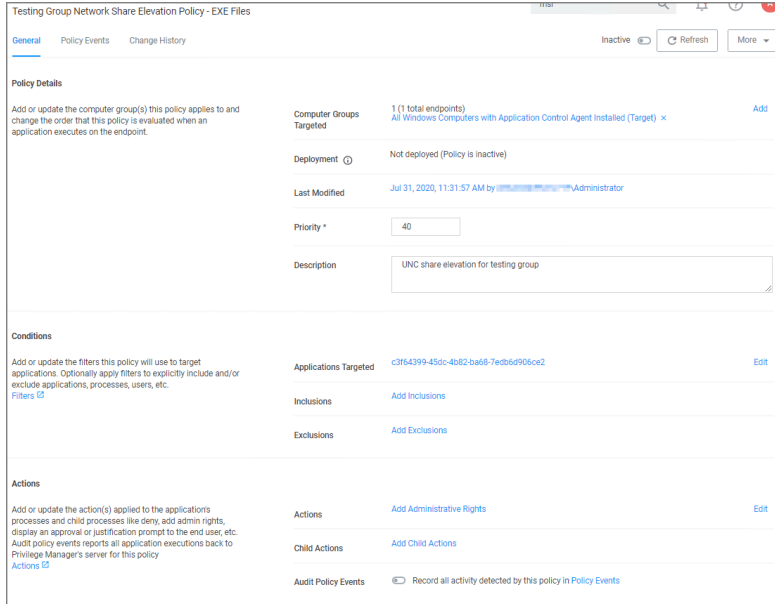 Testing Group Network Share Elevation Policy - EXE Files
General
Policy Events
Change History
Inactive
Refresh
More
Policy Details
Add or update the computer group(s) this policy applies to and
change the order that this policy is evaluated when an
application executes on the endpoint.
Computer Groups
Targeted
1 (1 total endpoints)
All Windows Computers with Application Control Agent Installed (Target) ×
Add
Deployment
Not deployed (Policy is inactive)
Last Modified
Jul 31, 2020, 11:31:57 AM by \Administrator
Priority *
40
Description
UNC share elevation for testing group
Conditions
Add or update the filters this policy will use to target
applications. Optionally apply filters to explicitly include and/or
exclude applications, processes, users, etc.
Filters
Applications Targeted
c3f64399-45dc-4b82-ba68-7edb6d906ce2
Edit
Inclusions
Add Inclusions
Exclusions
Add Exclusions
Actions
Add or update the action(s) applied to the application's
processes and child processes like deny, add admin rights,
display an approval or justification prompt to the end user, etc.
Audit policy events reports all application executions back to
Privilege Manager's server for this policy
Actions
Actions
Add Administrative Rights
Edit
Child Actions
Add Child Actions
Audit Policy Events
Record all activity detected by this policy in Policy Events